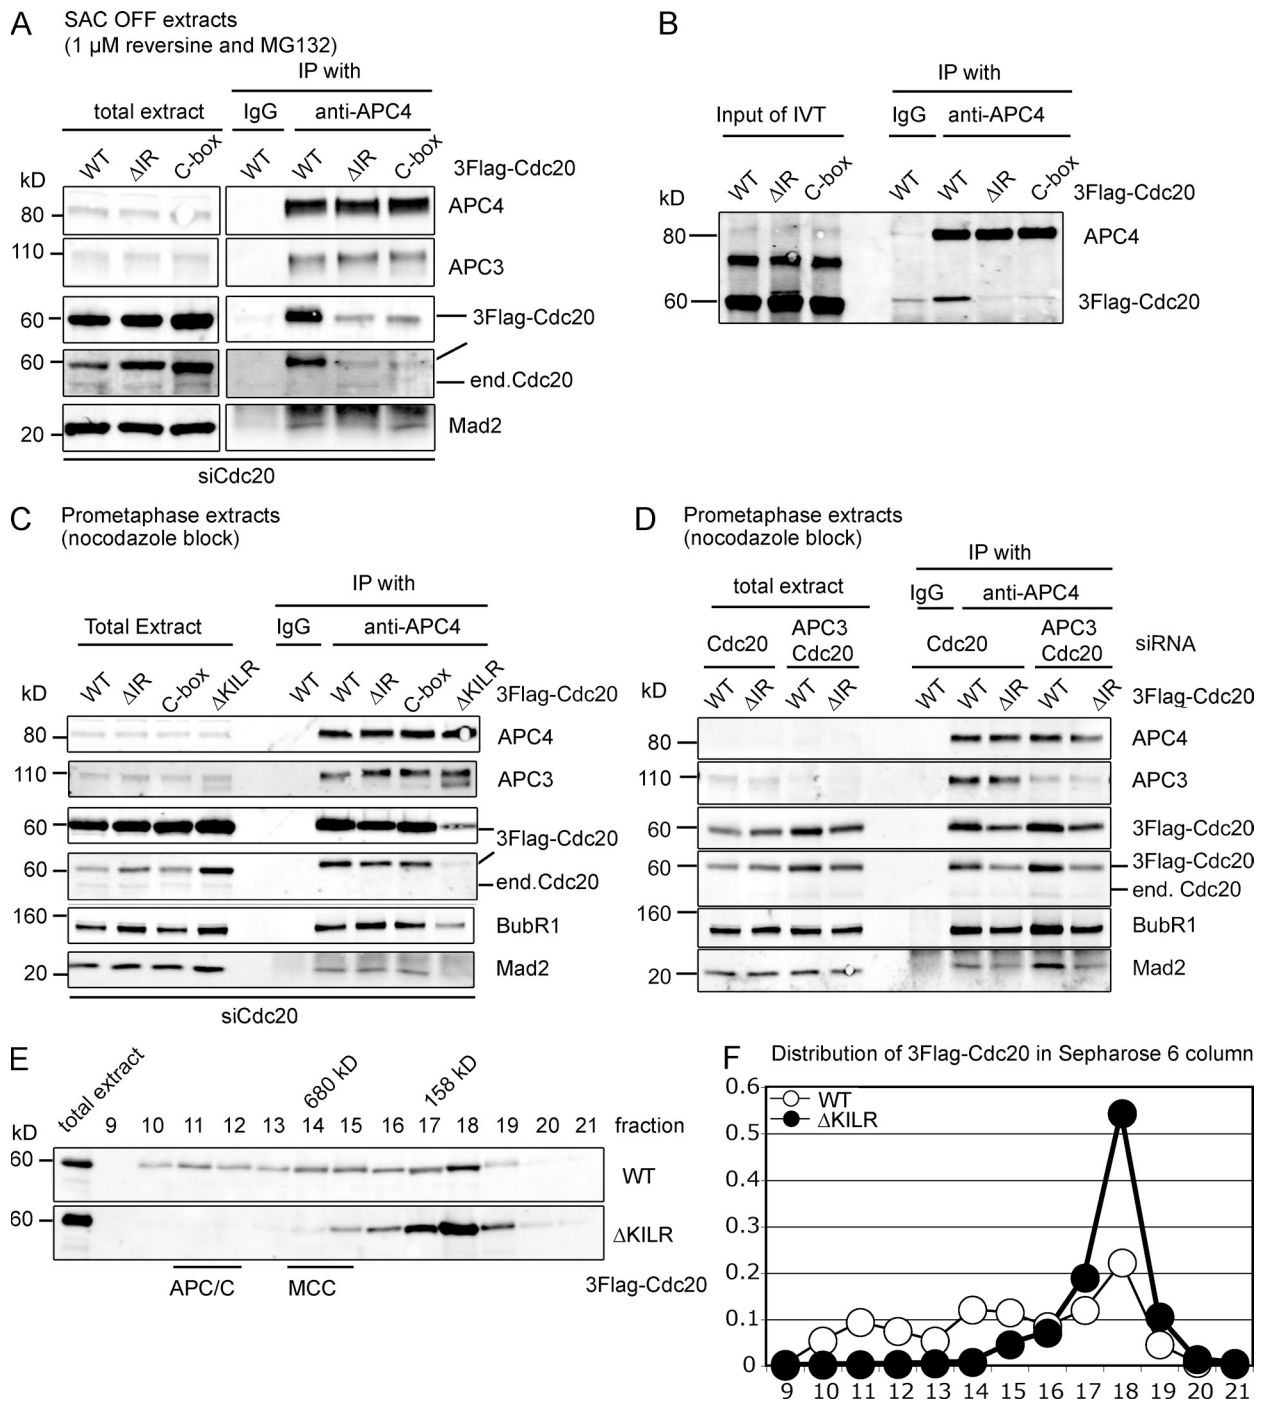 A
SAC OFF extracts
(1 µM reversine and MG132)
IP with
total extract
IgG
anti-APC4
WT
ΔIR
C-box
WT
WT
ΔIR
C-box
3Flag-Cdc20
kD
80
APC4
110
APC3
60
3Flag-Cdc20
60
end.Cdc20
20
Mad2
siCdc20
B
IP with
Input of IVT
IgG
anti-APC4
WT
ΔIR
C-box
WT
WT
ΔIR
C-box
3Flag-Cdc20
kD
80
APC4
60
3Flag-Cdc20
C
Prometaphase extracts
(nocodazole block)
IP with
Total Extract
IgG
anti-APC4
WT
ΔIR
C-box
ΔKILR
WT
WT
ΔIR
C-box
ΔKILR
3Flag-Cdc20
kD
80
APC4
110
APC3
60
3Flag-Cdc20
60
end.Cdc20
160
BubR1
20
Mad2
siCdc20
D
Prometaphase extracts
(nocodazole block)
IP with
total extract
IgG
anti-APC4
Cdc20
APC3
Cdc20
Cdc20
APC3
Cdc20
siRNA
WT
ΔIR
WT
ΔIR
WT
WT
ΔIR
WT
ΔIR
3Flag-Cdc20
kD
80
APC4
110
APC3
60
3Flag-Cdc20
60
3Flag-Cdc20
end. Cdc20
160
BubR1
20
Mad2
E
total extract
680 kD
158 kD
9 10 11 12 13 14 15 16 17 18 19 20 21 fraction
kD
60
WT
60
ΔKILR
APC/C
MCC
3Flag-Cdc20
F
Distribution of 3Flag-Cdc20 in Sepharose 6 column
WT
ΔKILR
0.6
0.5
0.4
0.3
0.2
0.1
0
9 10 11 12 13 14 15 16 17 18 19 20 21